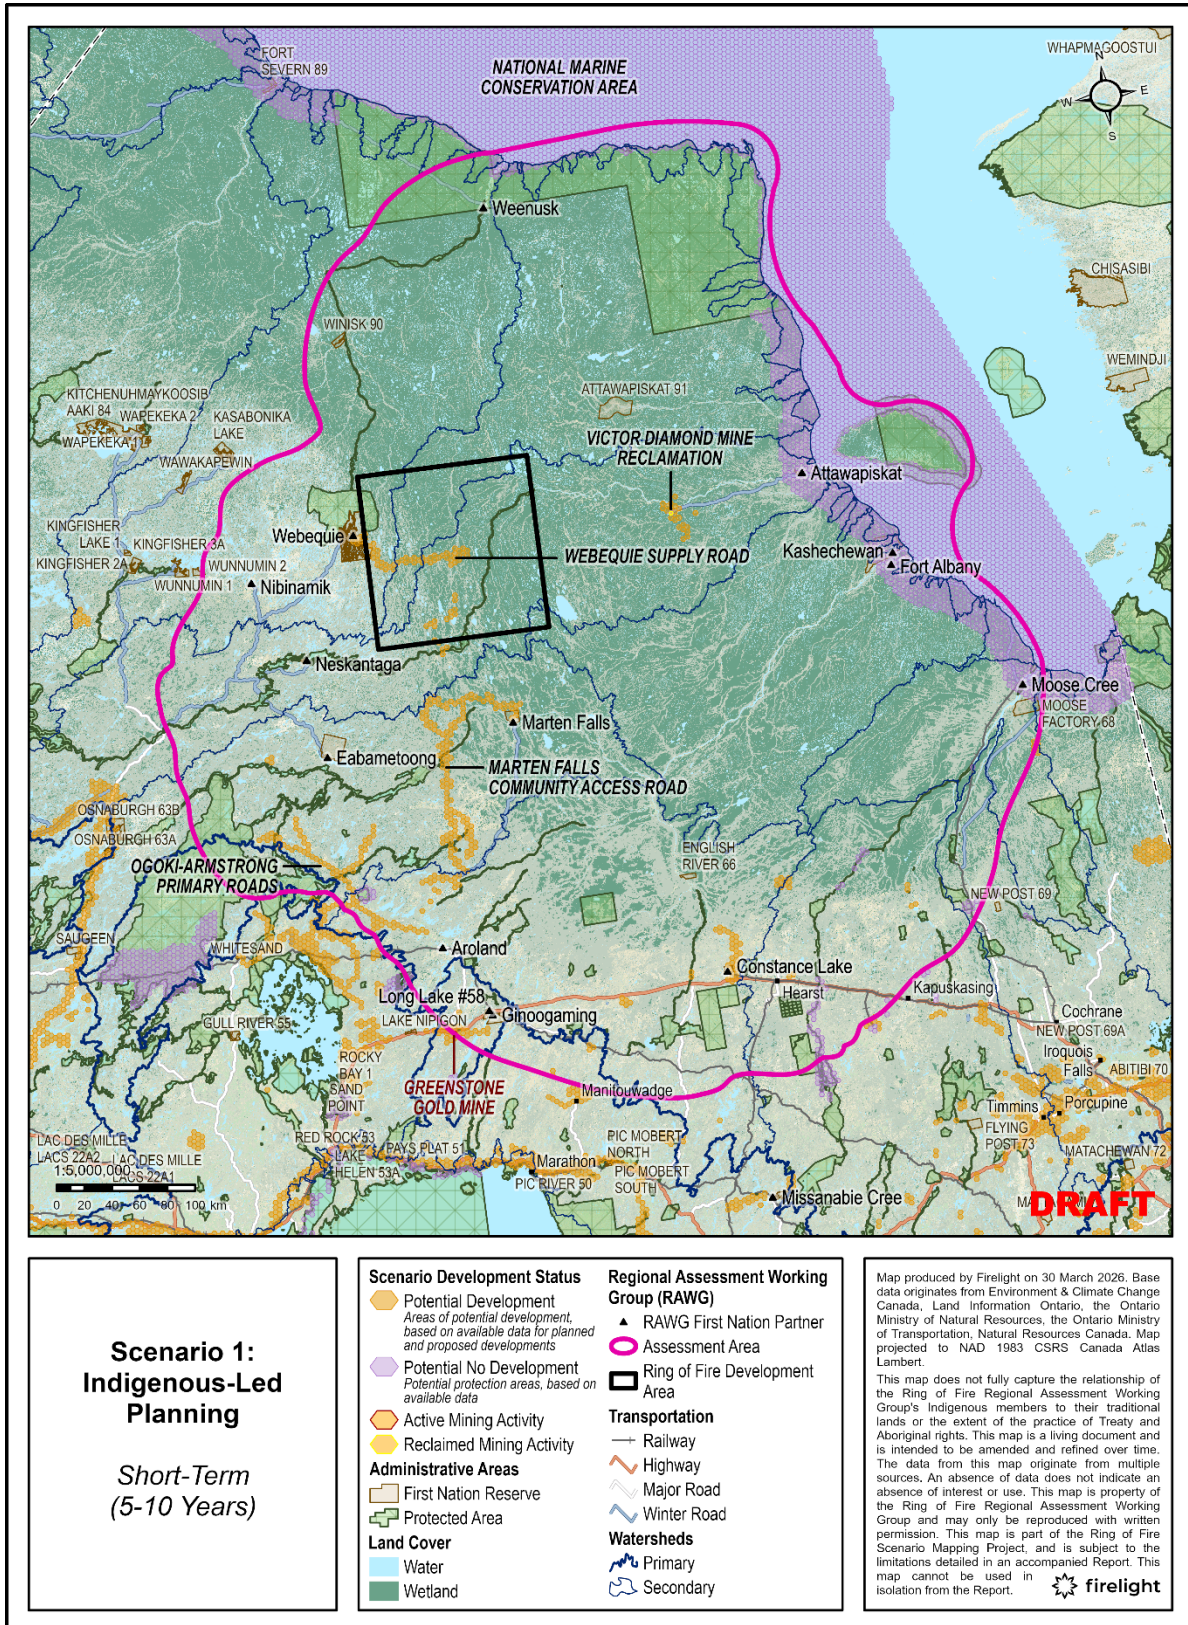 FORT
SEVERN 89
NATIONAL MARINE
CONSERVATION AREA
WHAPMAGOOSTUI
N
W
E
S
Weenusk
CHISASIBI
WINISK 90
WEMINDJI
KITCHENUHMAYKOOSIB
AAKI 84
WAPEKEKA 2
WAPEKEKA 1
KASABONIKA
LAKE
WAWAKAPEWIN
ATTAWAPISKAT 91
VICTOR DIAMOND MINE
RECLAMATION
Attawapiskat
KINGFISHER
LAKE 1
KINGFISHER 3A
KINGFISHER 2A
WUNNUMIN 2
WUNNUMIN 1
Webequie
WEBEQUIE SUPPLY ROAD
Kashechewan
Fort Albany
Nibinamik
Neskantaga
Moose Cree
MOOSE
FACTORY 68
Marten Falls
Eabametoong
MARTEN FALLS
COMMUNITY ACCESS ROAD
OSNABURGH 63B
OSNABURGH 63A
OGOKI-ARMSTRONG
PRIMARY ROADS
ENGLISH
RIVER 66
NEW POST 69
SAUGEEN
WHITESAND
Aroland
Constance Lake
Hearst
Kapuskasing
Long Lake #58
LAKE NIPIGON
Ginoogaming
Cochrane
NEW POST 69A
GULL RIVER 55
Iroquois
Falls
ABITIBI 70
ROCKY
BAY 1
SAND
POINT
GREENSTONE
GOLD MINE
Manitouwadge
Timmins
Porcupine
FLYING
POST 73
MATACHEWAN 72
LAC DES MILLE
LACS 22A2
LAC DES MILLE
LACS 22A1
RED ROCK 53
LAKE
HELEN 53A
PAYS PLAT 51
PIC MOBERT
NORTH
PIC MOBERT
SOUTH
Marathon
PIC RIVER 50
Missanabie Cree
1:5,000,000
0 20 40 60 80 100 km
DRAFT
Scenario 1:
Indigenous-Led
Planning
Short-Term
(5-10 Years)
Scenario Development Status
Potential Development
Areas of potential development,
based on available data for planned
and proposed developments
Potential No Development
Potential protection areas, based on
available data
Active Mining Activity
Reclaimed Mining Activity
Administrative Areas
First Nation Reserve
Protected Area
Land Cover
Water
Wetland
Regional Assessment Working
Group (RAWG)
RAWG First Nation Partner
Assessment Area
Ring of Fire Development
Area
Transportation
Railway
Highway
Major Road
Winter Road
Watersheds
Primary
Secondary
Map produced by Firelight on 30 March 2026. Base
data originates from Environment & Climate Change
Canada, Land Information Ontario, the Ontario
Ministry of Natural Resources, the Ontario Ministry
of Transportation, Natural Resources Canada. Map
projected to NAD 1983 CSRS Canada Atlas
Lambert.
This map does not fully capture the relationship of
the Ring of Fire Regional Assessment Working
Group's Indigenous members to their traditional
lands or the extent of the practice of Treaty and
Aboriginal rights. This map is a living document and
is intended to be amended and refined over time.
The data from this map originate from multiple
sources. An absence of data does not indicate an
absence of interest or use. This map is property of
the Ring of Fire Regional Assessment Working
Group and may only be reproduced with written
permission. This map is part of the Ring of Fire
Scenario Mapping Project, and is subject to the
limitations detailed in an accompanied Report. This
map cannot be used in
isolation from the Report.
firelight